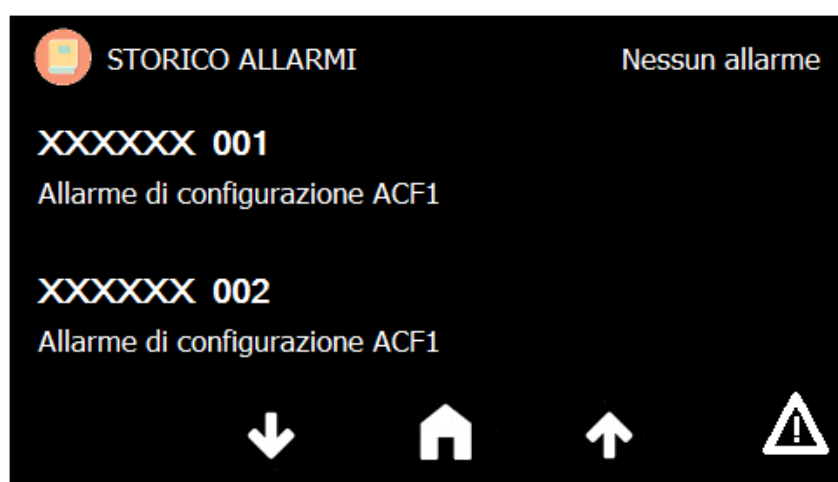 STORICO ALLARMI Nessun allarme
XXXXXX 001
Allarme di configurazione ACF1
XXXXXX 002
Allarme di configurazione ACF1